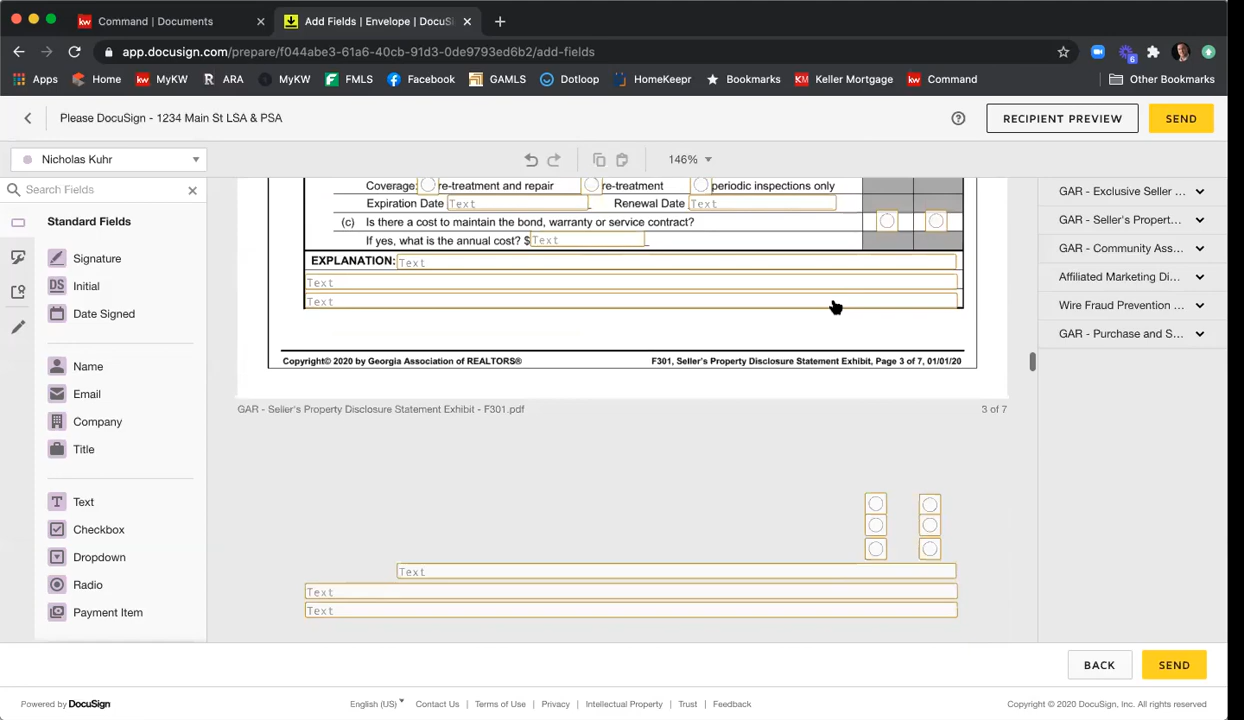 Command | Documents
Add Fields | Envelope | DocuSi
app.docusign.com/prepare/f044abe3-61a6-40cb-91d3-0de9793ed6b2/add-fields
Apps Home kw MyKW R ARA MyKW FMLS Facebook GAMLS Dotloop HomeKeepr Bookmarks KM Keller Mortgage kw Command Other Bookmarks
Please DocuSign - 1234 Main St LSA & PSA
RECIPIENT PREVIEW
SEND
Nicholas Kuhr
146%
Search Fields
Standard Fields
Signature
DS Initial
Date Signed
Name
Email
Company
Title
Text
Checkbox
Dropdown
Radio
Payment Item
Coverage: re-treatment and repair re-treatment periodic inspections only
Expiration Date Text Renewal Date Text
(c) Is there a cost to maintain the bond, warranty or service contract?
If yes, what is the annual cost? $ Text
EXPLANATION: Text
Text
Text
Copyright© 2020 by Georgia Association of REALTORS® F301, Seller's Property Disclosure Statement Exhibit, Page 3 of 7, 01/01/20
GAR - Seller's Property Disclosure Statement Exhibit - F301.pdf 3 of 7
Text
Text
Text
GAR - Exclusive Seller ...
GAR - Seller's Propert...
GAR - Community Ass...
Affiliated Marketing Di...
Wire Fraud Prevention ...
GAR - Purchase and S...
BACK
SEND
Powered by DocuSign English (US) Contact Us | Terms of Use | Privacy | Intellectual Property | Trust | Feedback Copyright © 2020 DocuSign, Inc. All rights reserved